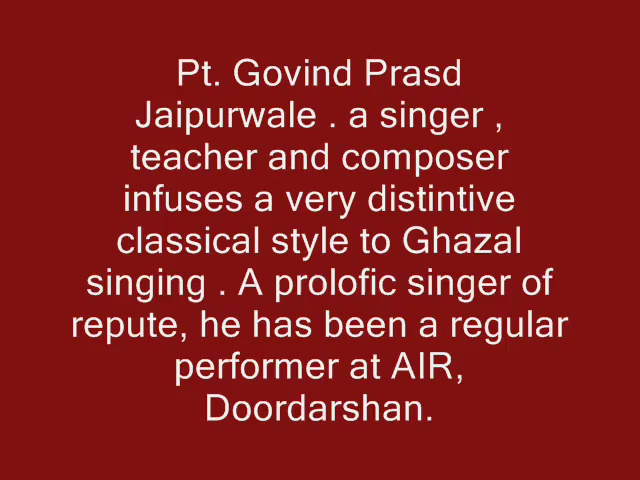 Pt. Govind Prasd
Jaipurwale . a singer ,
teacher and composer
infuses a very distintive
classical style to Ghazal
singing . A prolofic singer of
repute, he has been a regular
performer at AIR,
Doordarshan.